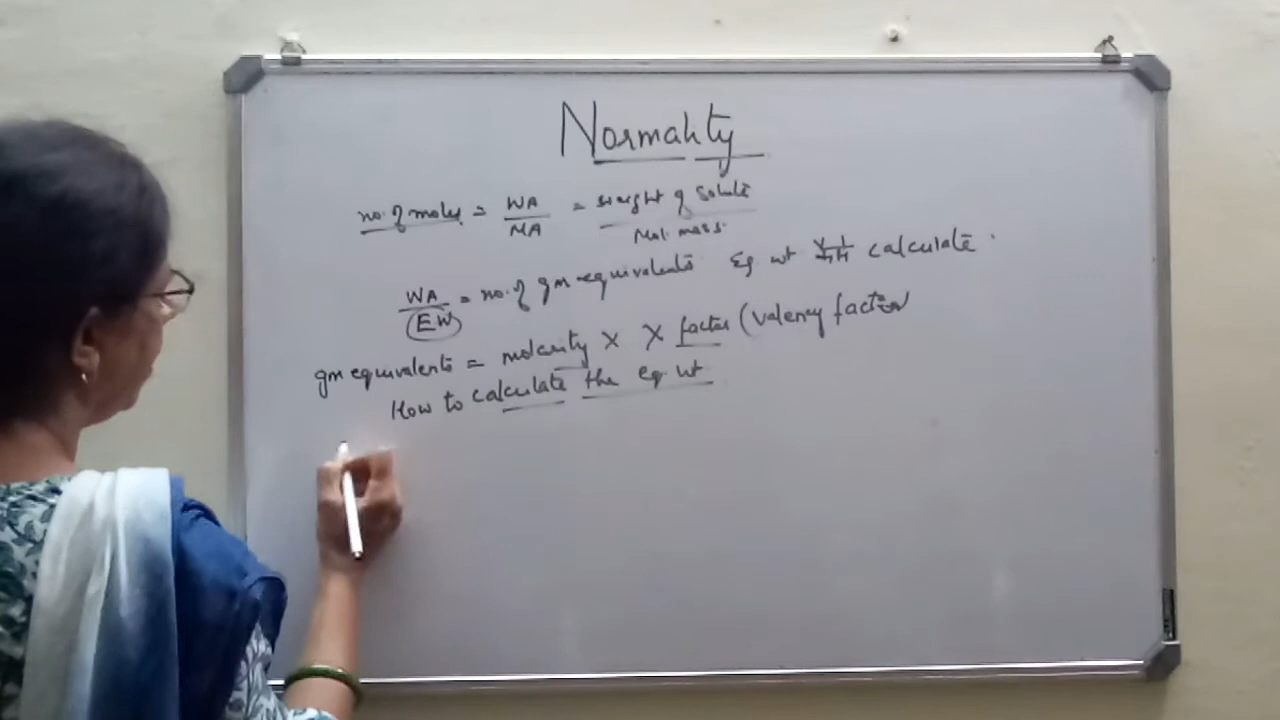 Normality
no. of moles = WA/MA = weight of solute/Mol. mass.
WA/EW = no. of gm equivalents Eq wt calculate.
gm equivalents = molarity X X factor (valency factor
How to calculate the eq. wt